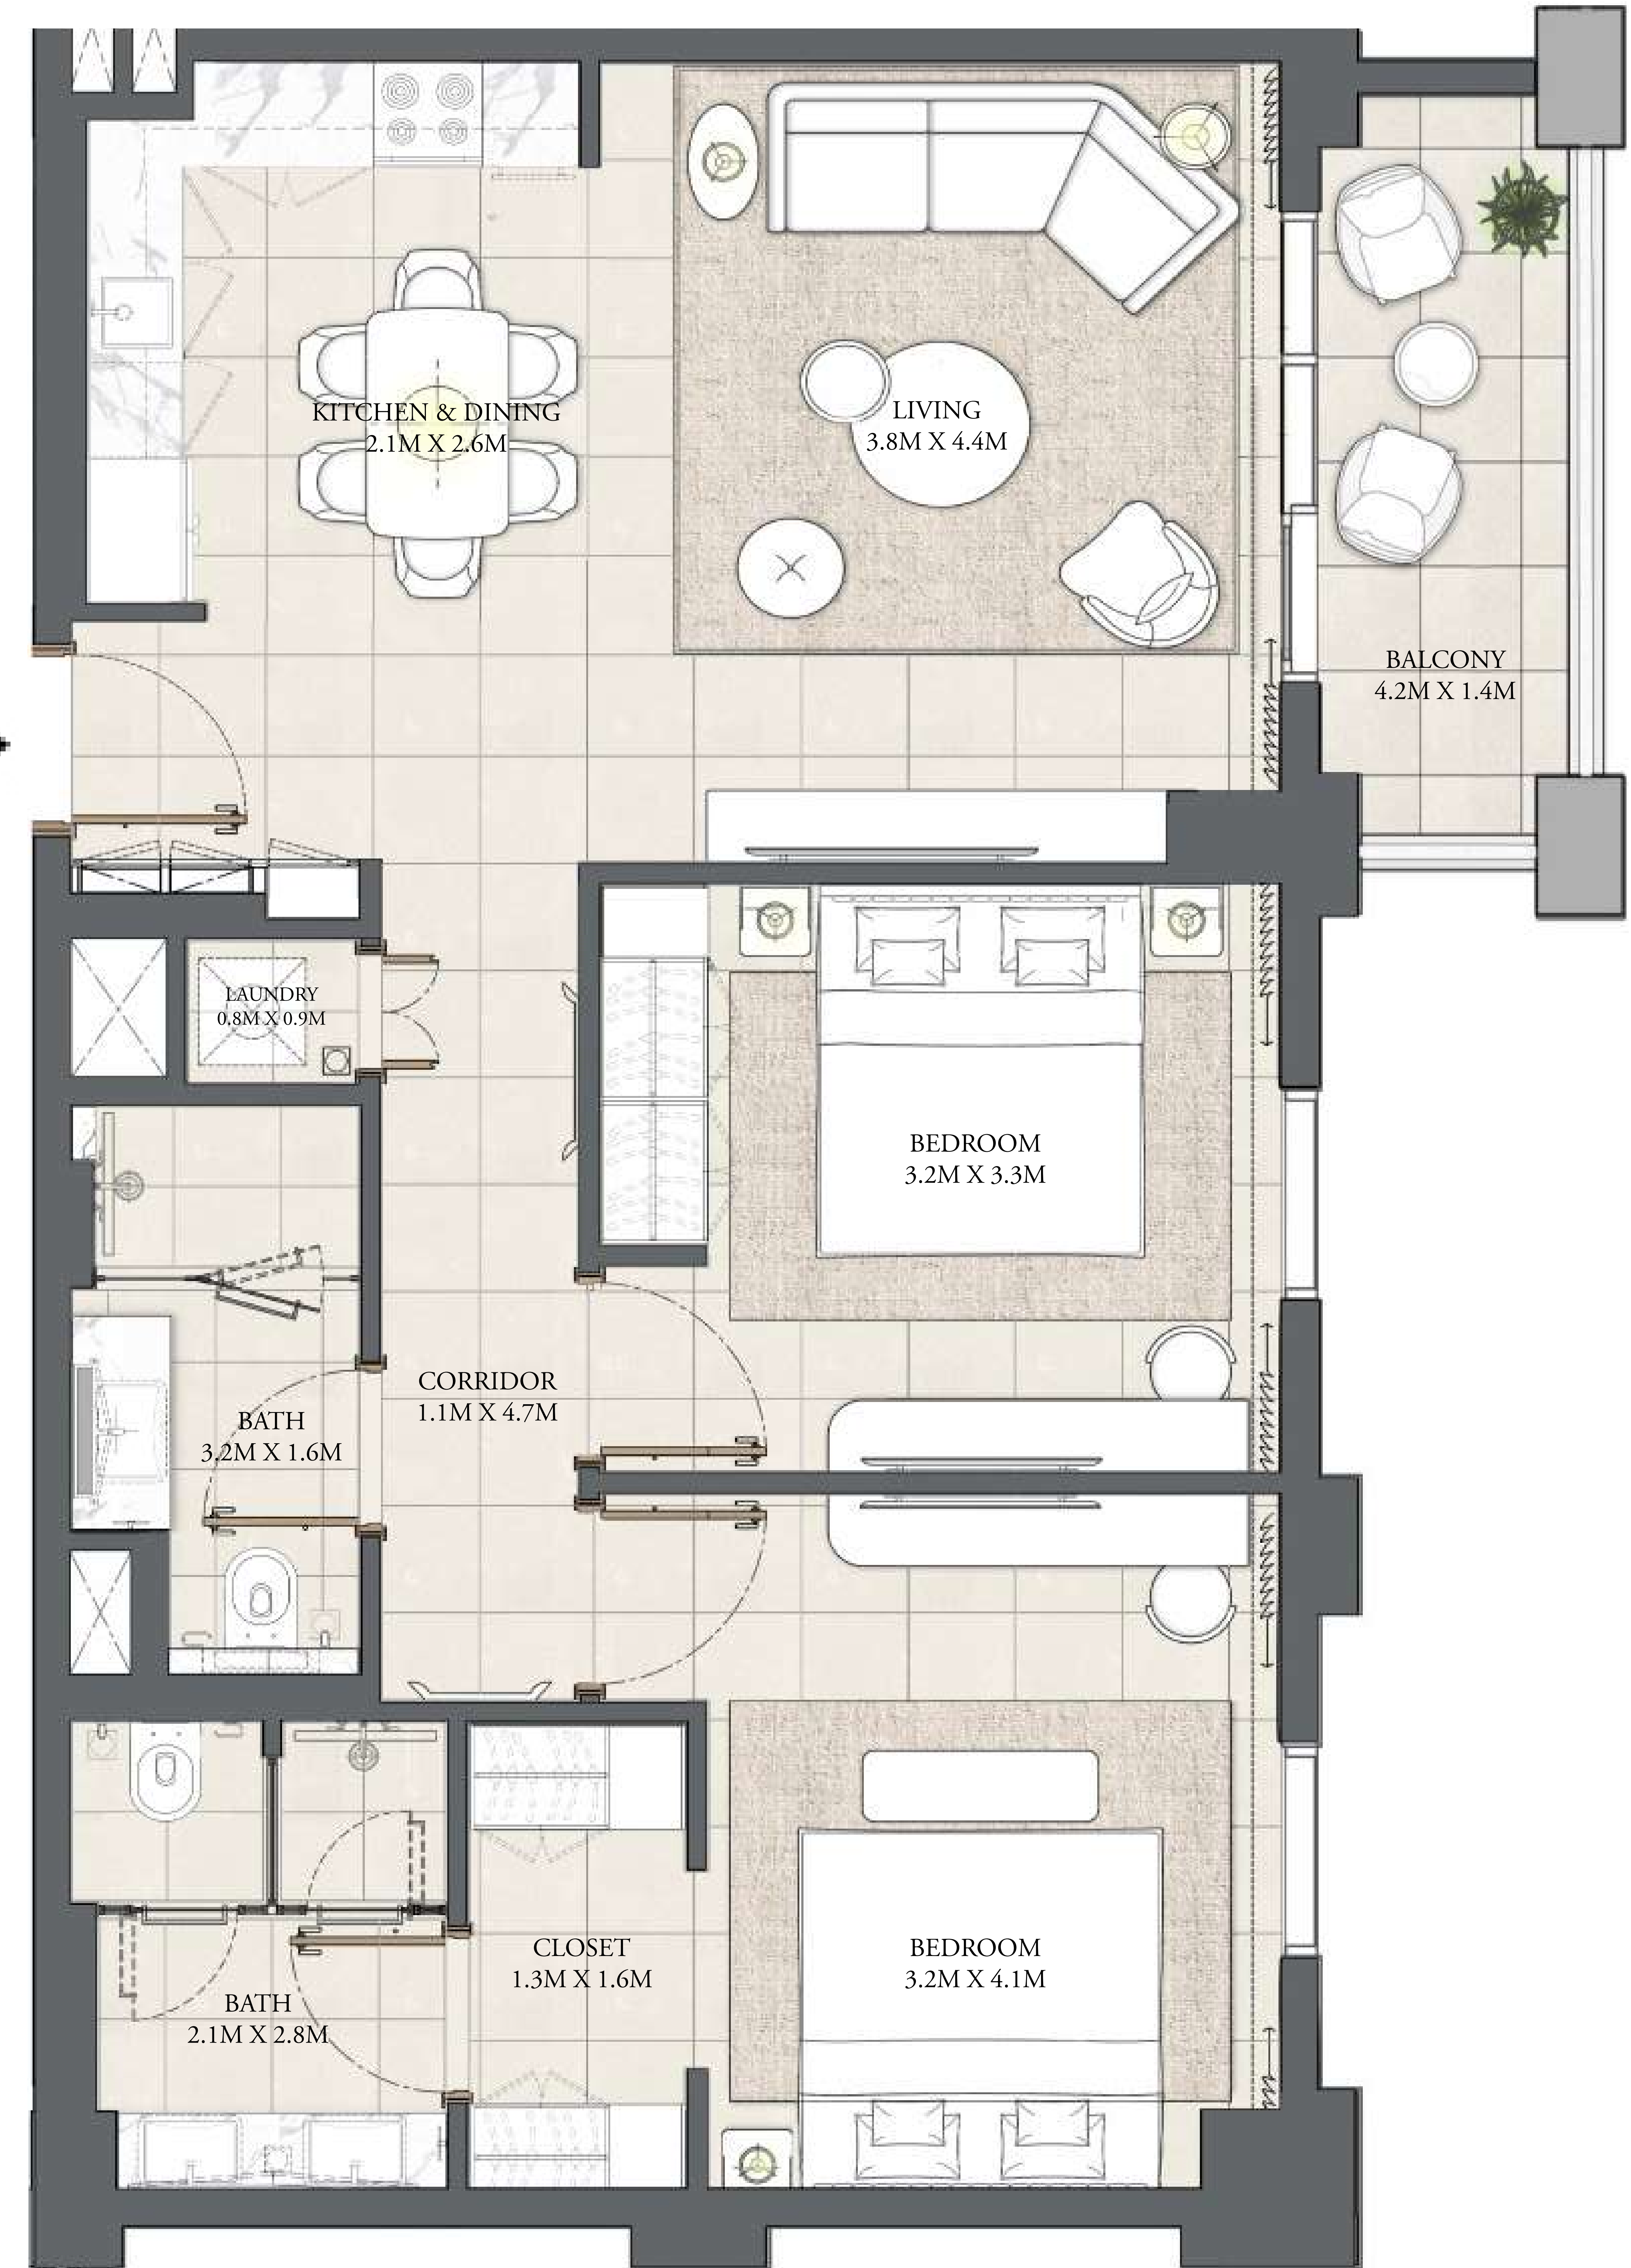 KITCHEN & DINING
2.1M X 2.6M
LIVING
3.8M X 4.4M
BALCONY
4.2M X 1.4M
LAUNDRY
0.8M X 0.9M
BEDROOM
3.2M X 3.3M
CORRIDOR
1.1M X 4.7M
BATH
3.2M X 1.6M
CLOSET
1.3M X 1.6M
BEDROOM
3.2M X 4.1M
BATH
2.1M X 2.8M